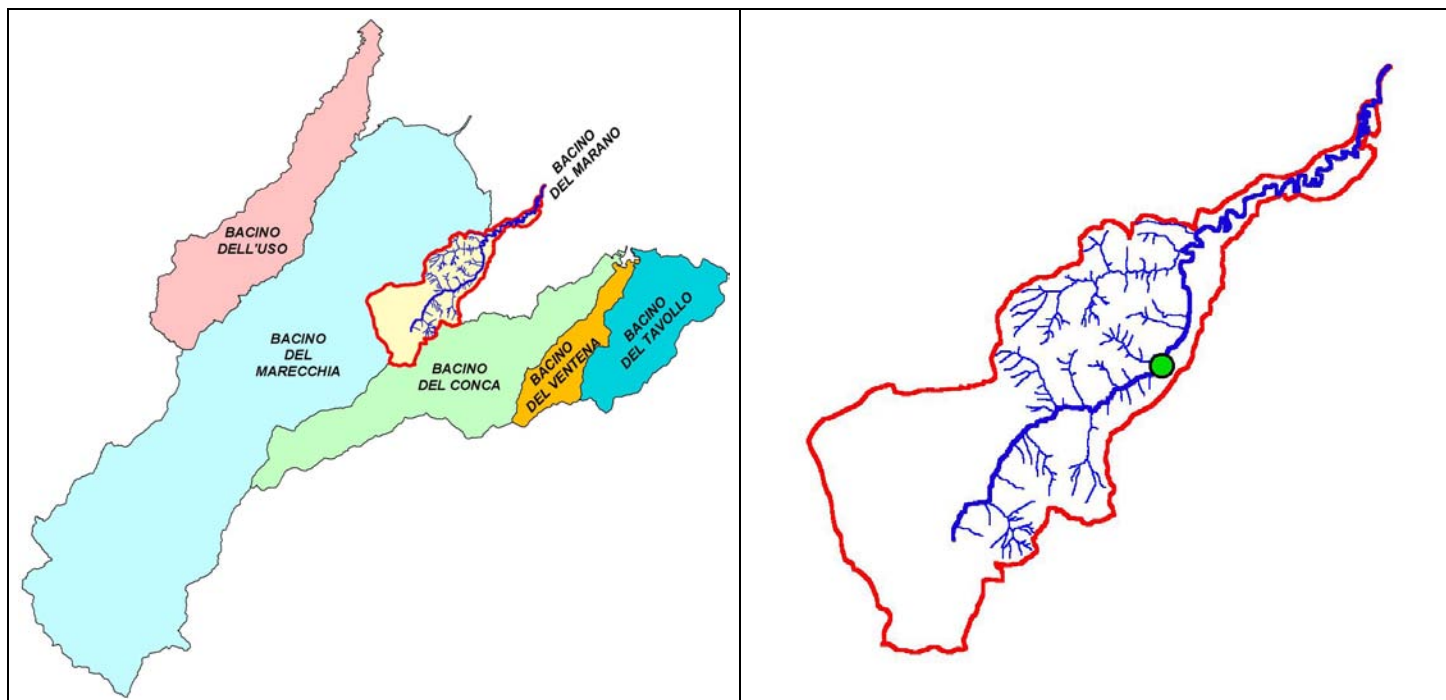 BACINO
DELL'USO
BACINO
DEL MARANO
BACINO
DEL
MARECCHIA
BACINO
DEL CONCA
BACINO
DEL VENTENA
BACINO
DEL TAVOLLO